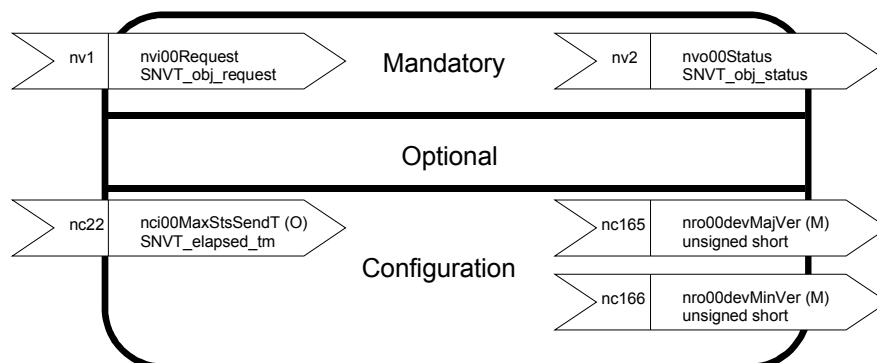 nv1
nvi00Request
SNVT_obj_request
Mandatory
nv2
nvo00Status
SNVT_obj_status
Optional
nc22
nci00MaxStsSendT (O)
SNVT_elapsed_tm
Configuration
nc165
nro00devMajVer (M)
unsigned short
nc166
nro00devMinVer (M)
unsigned short